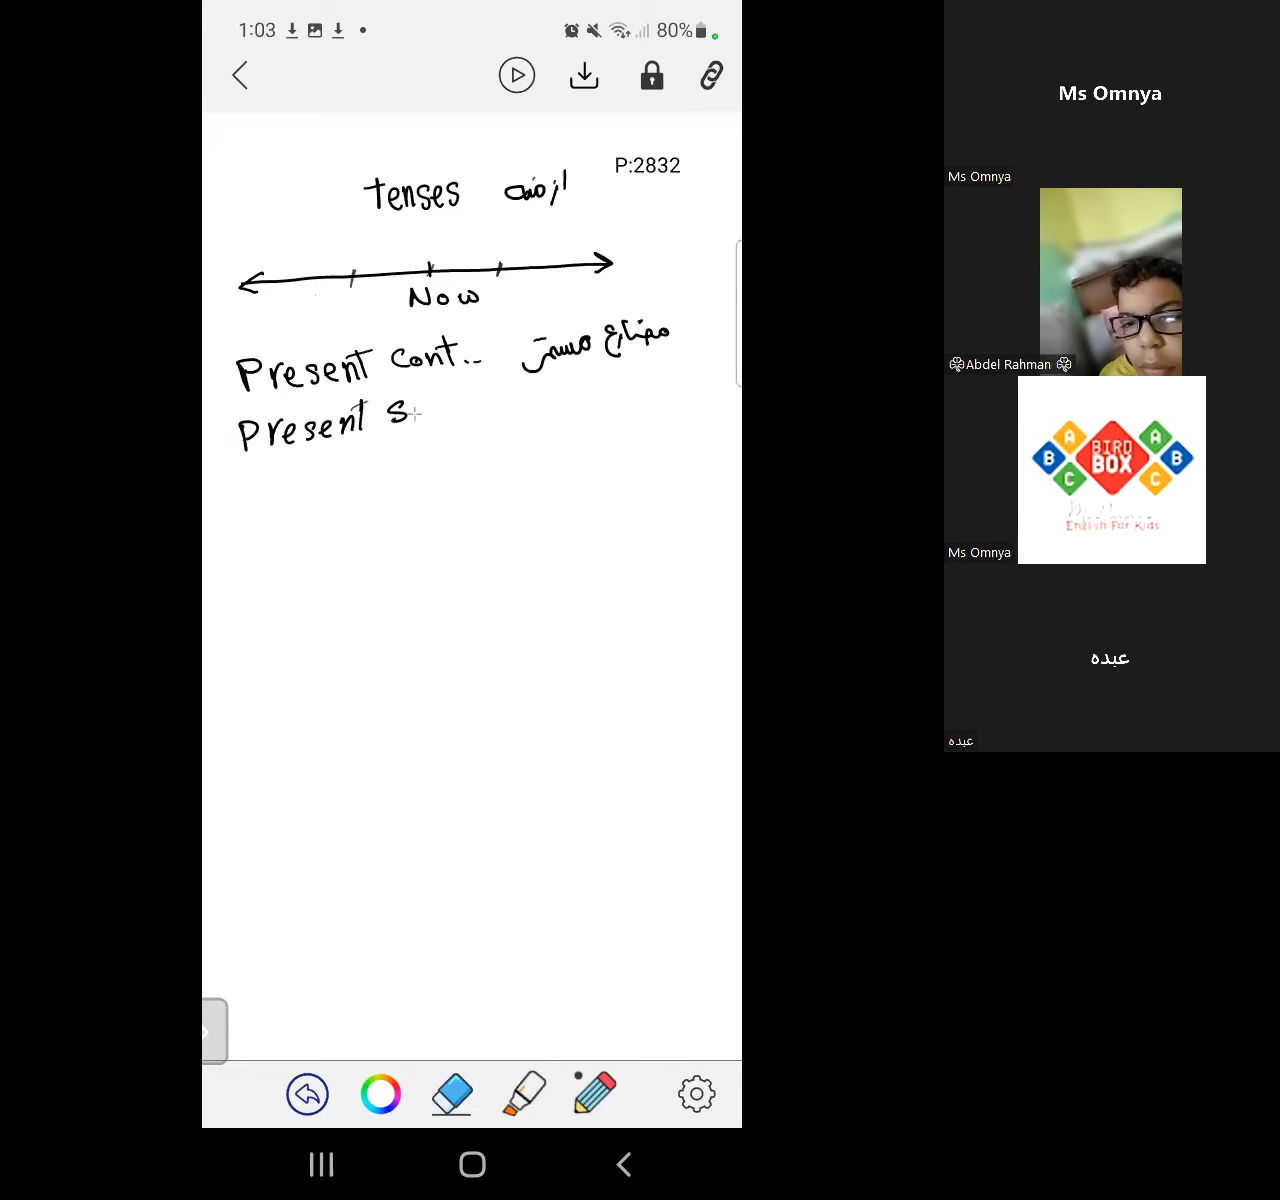 1:03
80%
P:2832
Tenses ازمنه
Now
Present cont.. مضارع مستمر
Present S
Ms Omnya
Ms Omnya
Abdel Rahman
A A
B BIRD B
BOX
C C
English For Kids
Ms Omnya
عبده
عبده